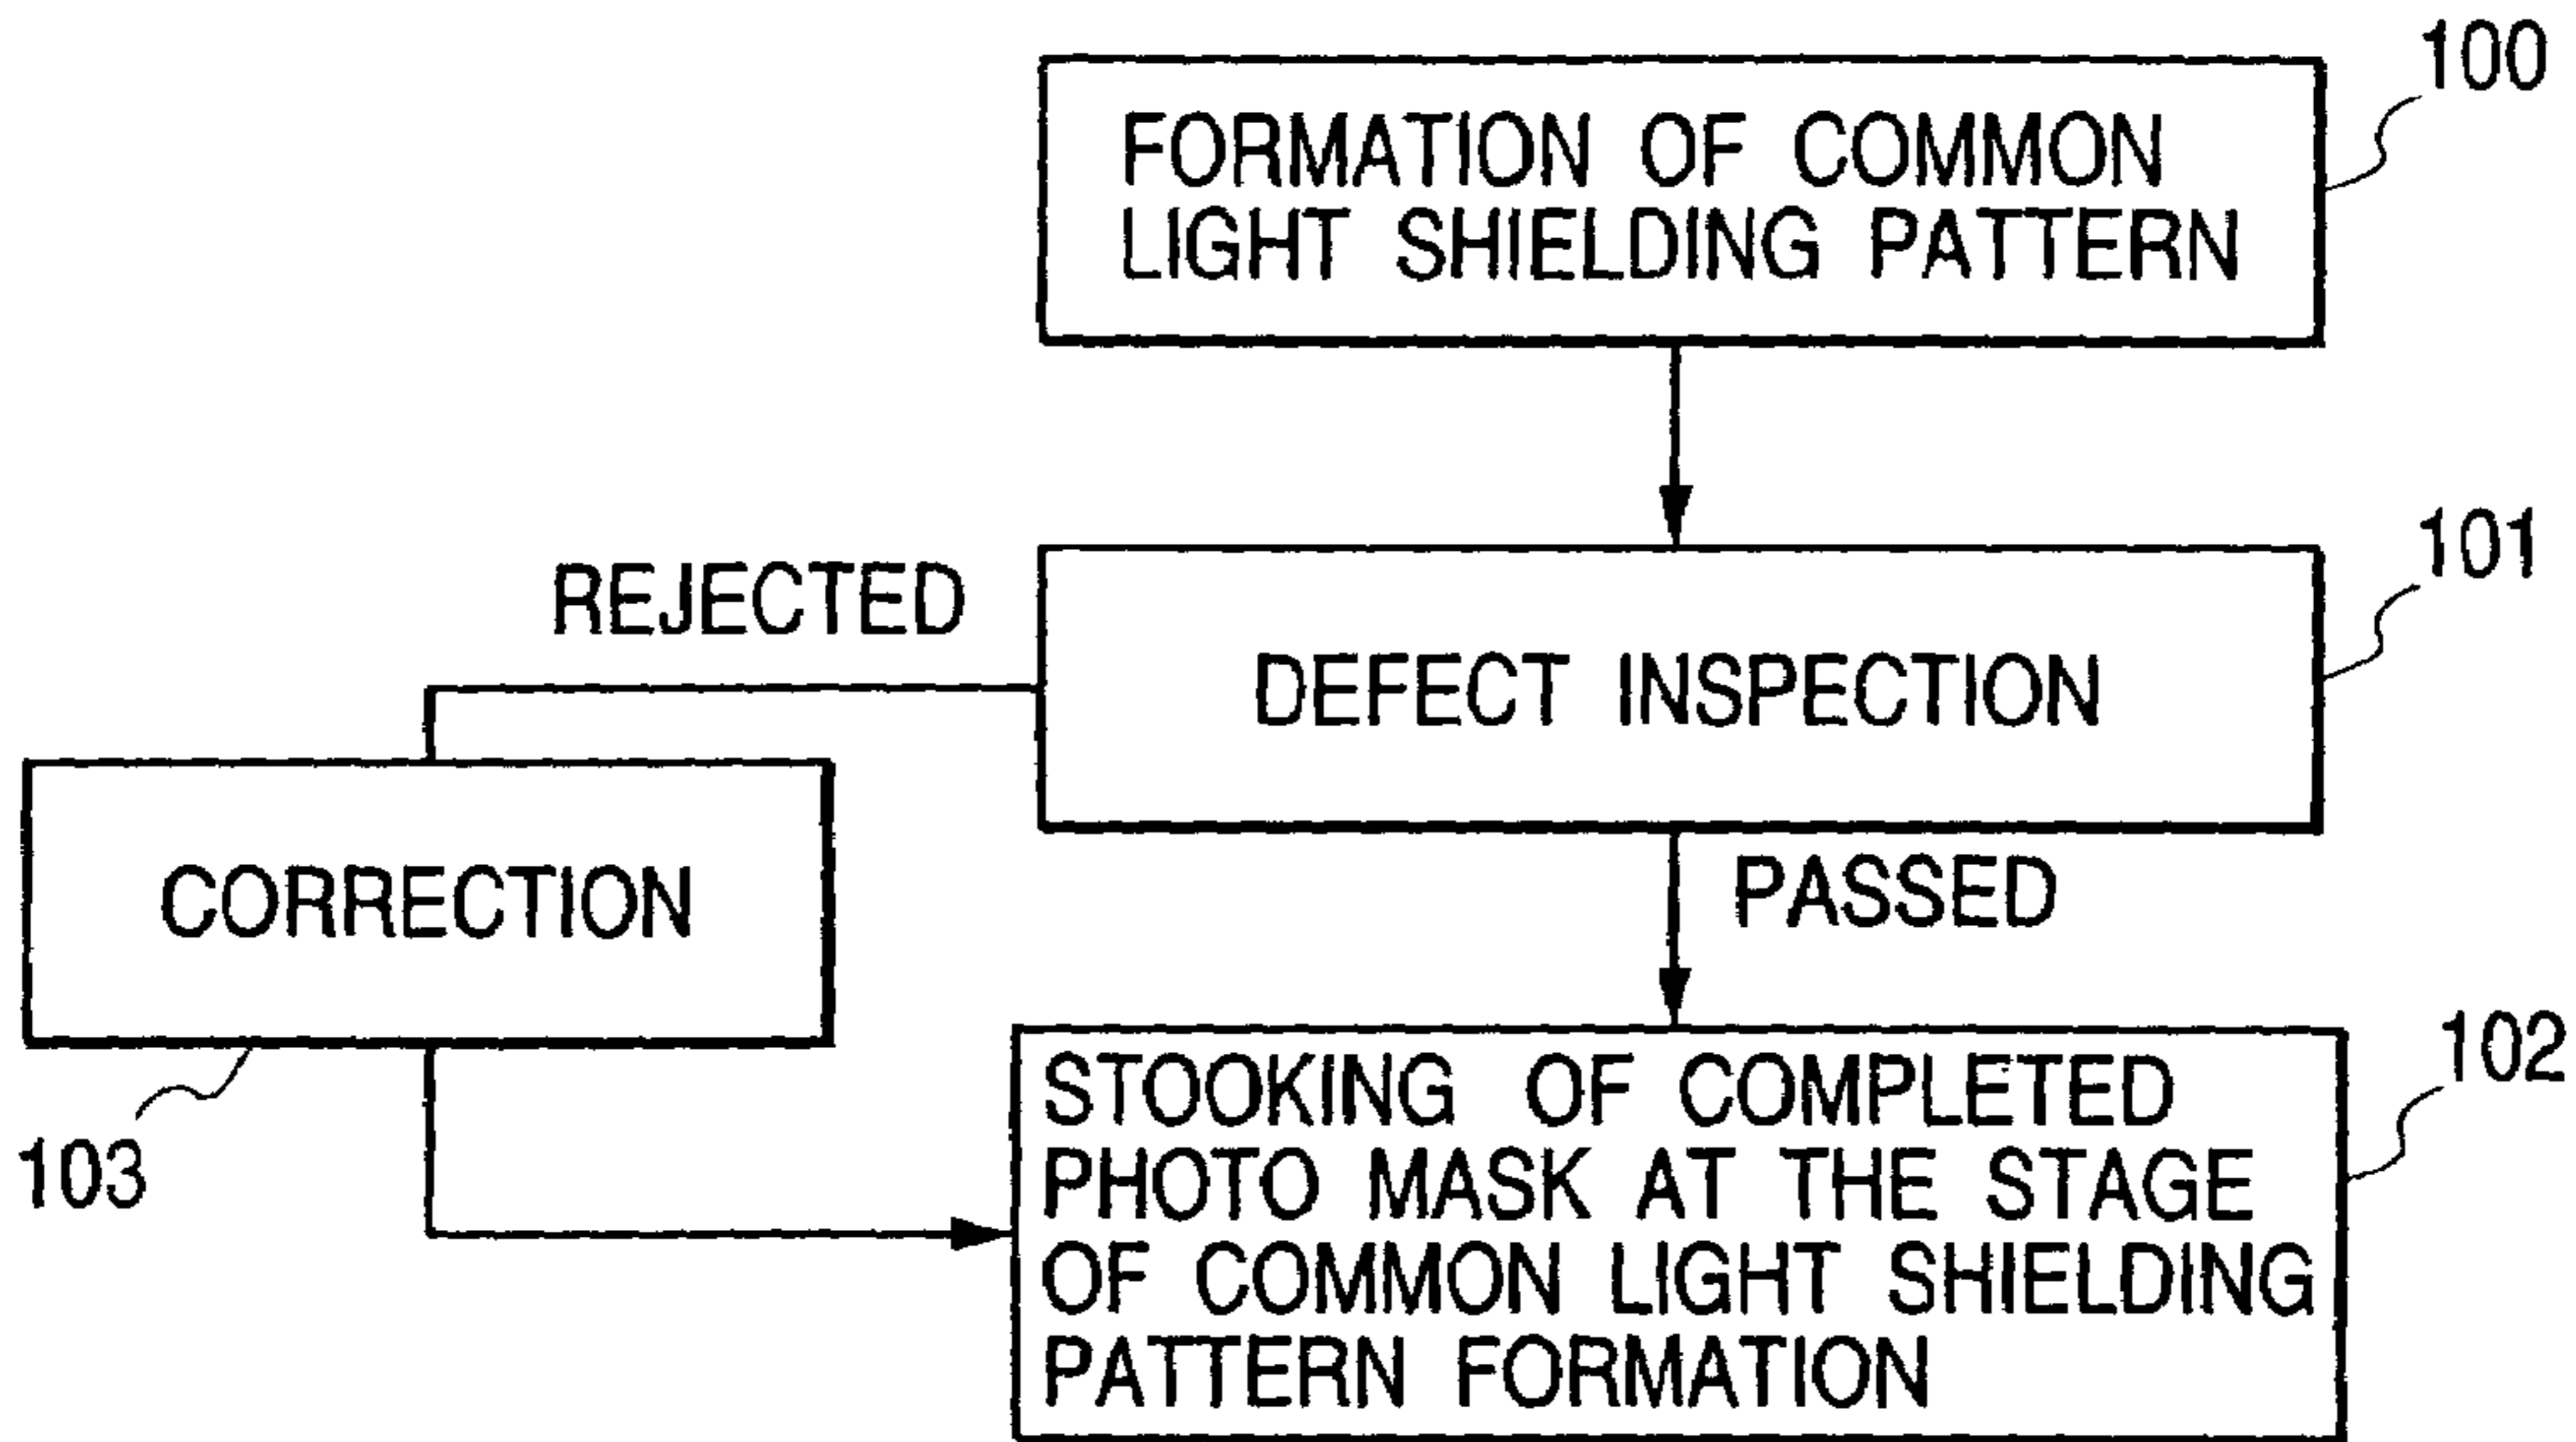 100
FORMATION OF COMMON
LIGHT SHIELDING PATTERN
101
REJECTED
DEFECT INSPECTION
CORRECTION
PASSED
103
102
STOOKING OF COMPLETED
PHOTO MASK AT THE STAGE
OF COMMON LIGHT SHIELDING
PATTERN FORMATION